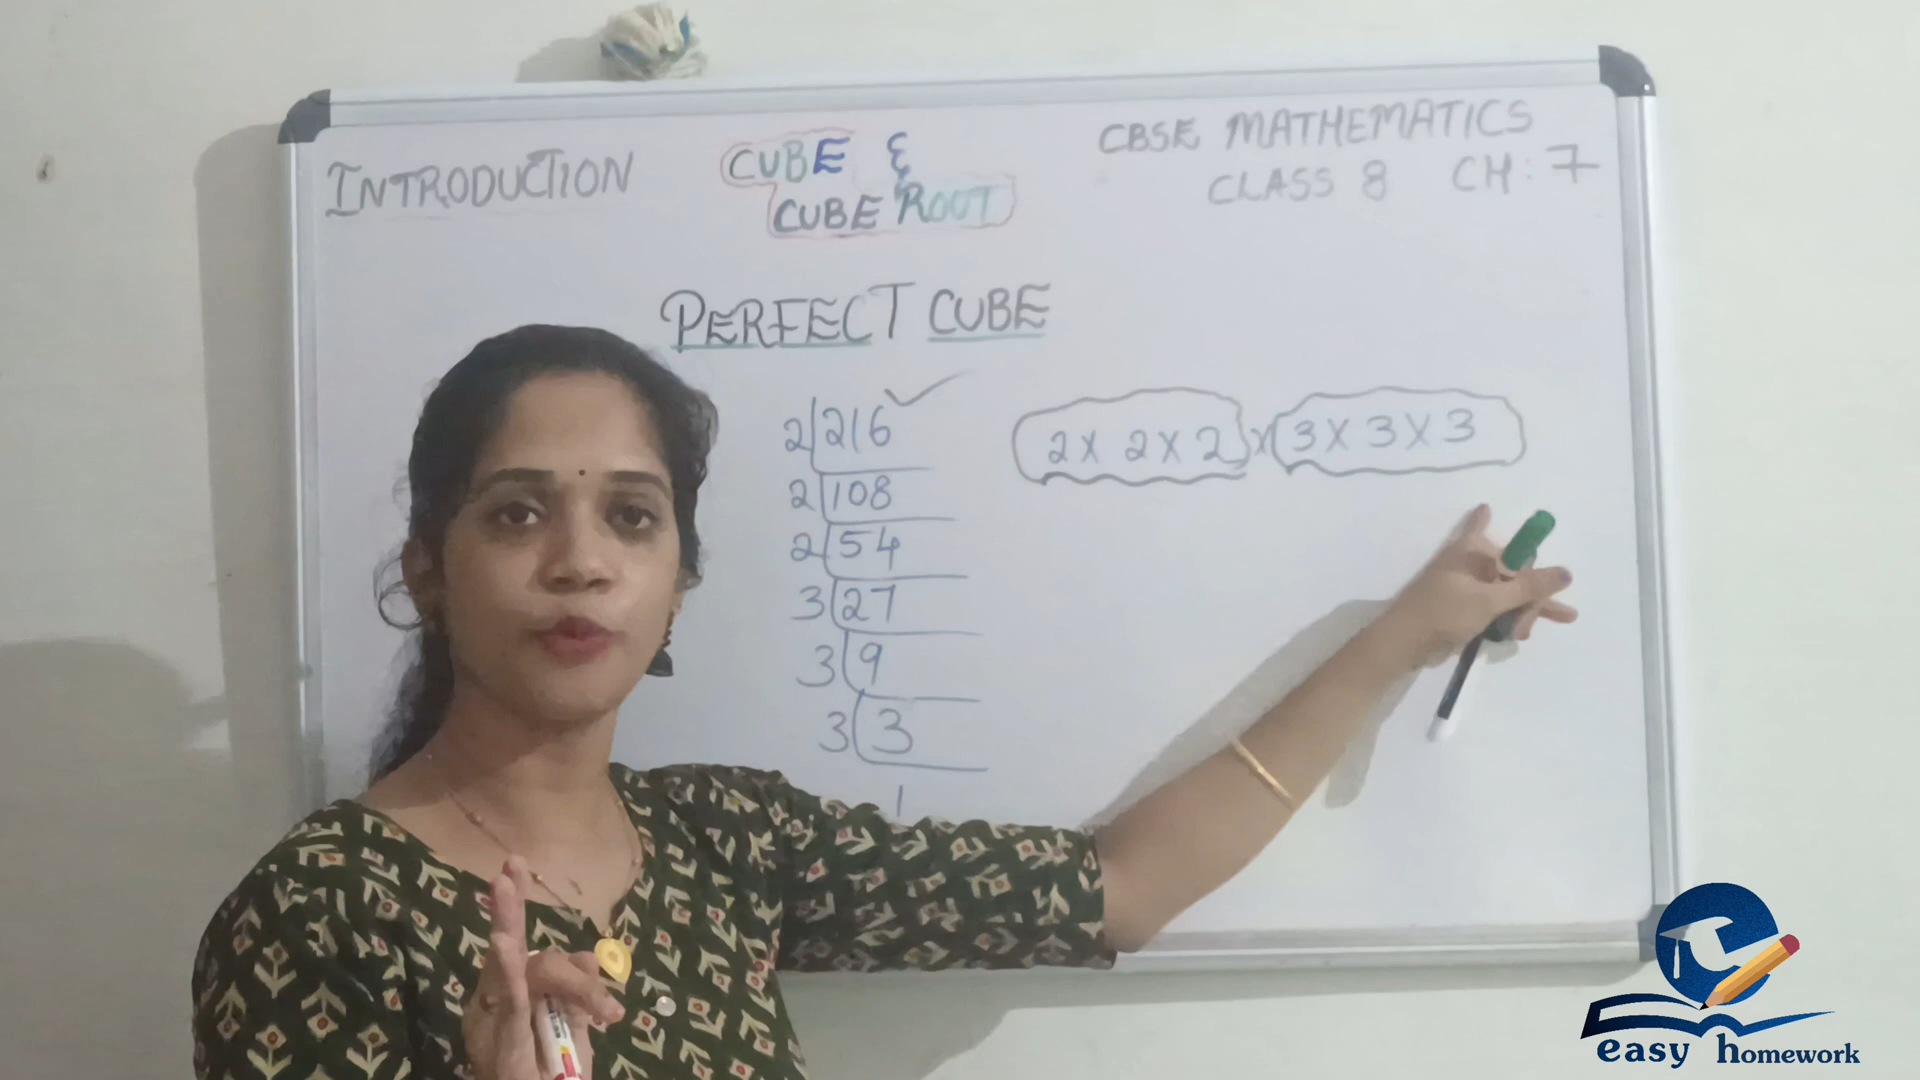 INTRODUCTION
CUBE &
CUBE ROOT
CBSE MATHEMATICS
CLASS 8 CH: 7
PERFECT CUBE
2 216 ✓
2 108
2 54
3 27
3 9
3 3
1
2 x 2 x 2 x 3 x 3 x 3
easy homework